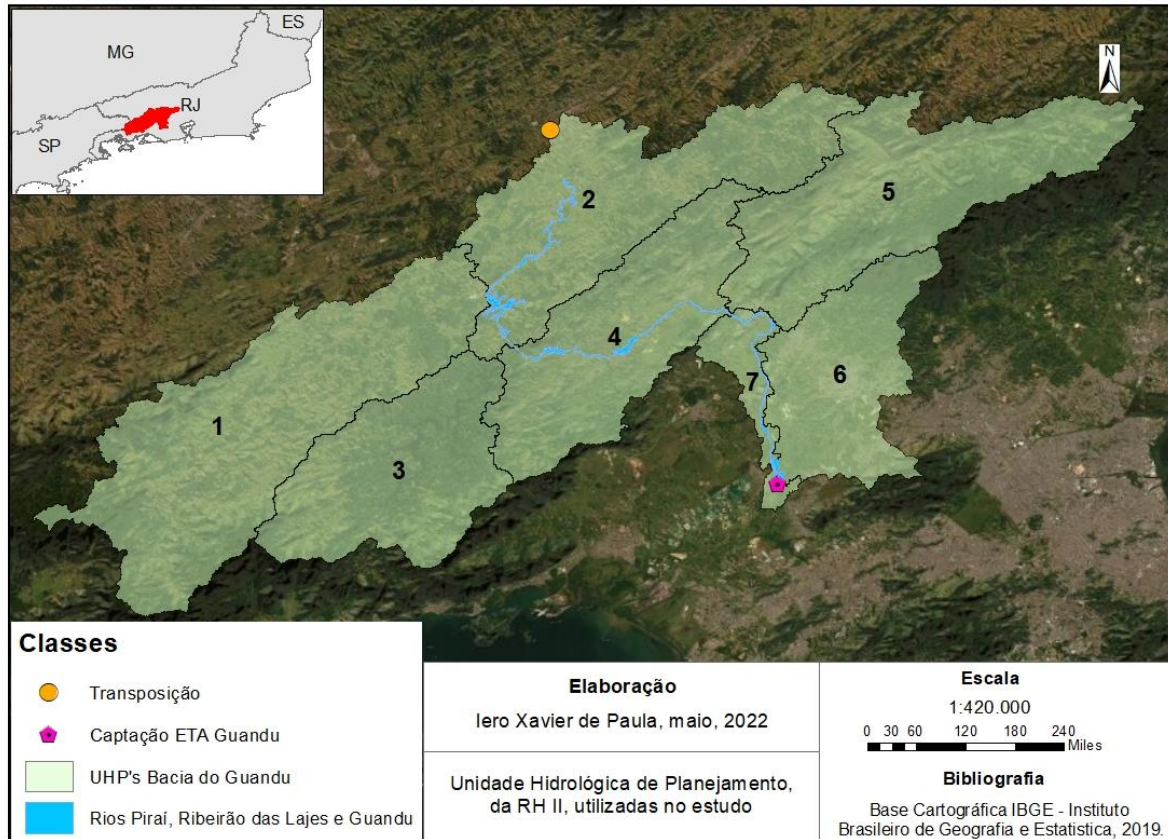 ES
MG
RJ
SP
N
2
5
4
6
7
1
3
Classes
Transposição
Captação ETA Guandu
UHP's Bacia do Guandu
Rios Piraí, Ribeirão das Lajes e Guandu
Elaboração
Iero Xavier de Paula, maio, 2022
Unidade Hidrológica de Planejamento,
da RH II, utilizadas no estudo
Escala
1:420.000
0 30 60 120 180 240
Miles
Bibliografia
Base Cartográfica IBGE - Instituto
Brasileiro de Geografia e Estatistica, 2019.